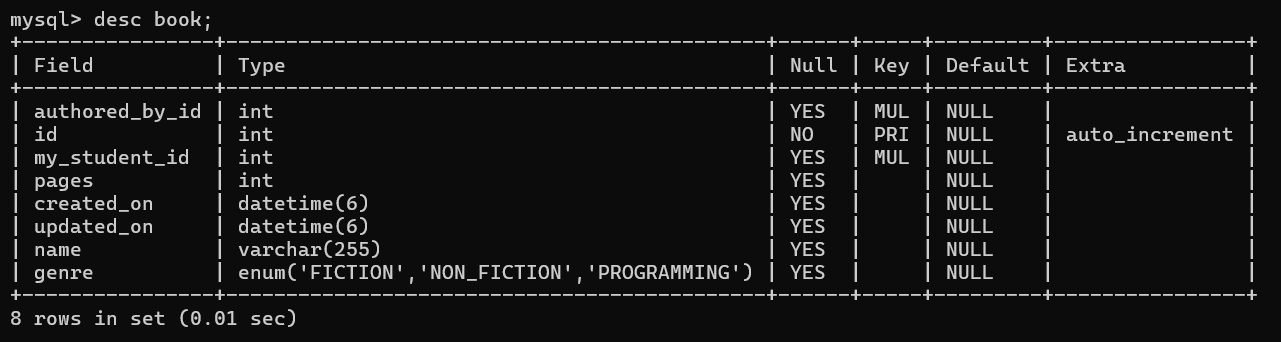 mysql> desc book;
+----------------+---------------------------------------------+------+-----+---------+----------------+
| Field          | Type                                        | Null | Key | Default | Extra          |
+----------------+---------------------------------------------+------+-----+---------+----------------+
| authored_by_id | int                                         | YES  | MUL | NULL    |                |
| id             | int                                         | NO   | PRI | NULL    | auto_increment |
| my_student_id  | int                                         | YES  | MUL | NULL    |                |
| pages          | int                                         | YES  |     | NULL    |                |
| created_on     | datetime(6)                                 | YES  |     | NULL    |                |
| updated_on     | datetime(6)                                 | YES  |     | NULL    |                |
| name           | varchar(255)                                | YES  |     | NULL    |                |
| genre          | enum('FICTION','NON_FICTION','PROGRAMMING') | YES  |     | NULL    |                |
+----------------+---------------------------------------------+------+-----+---------+----------------+
8 rows in set (0.01 sec)